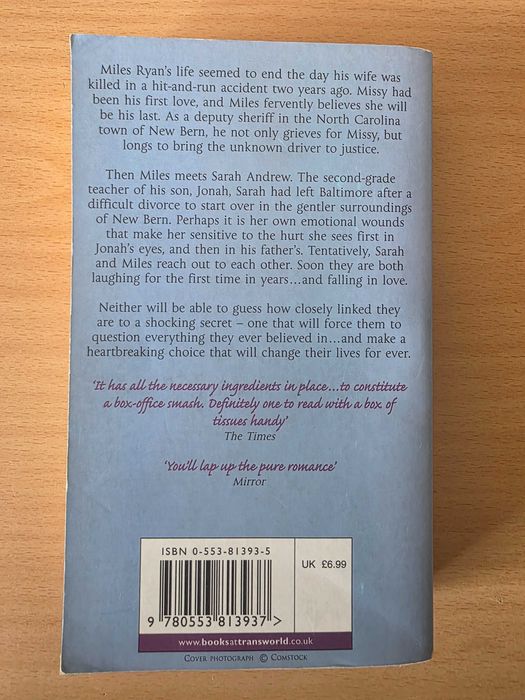 Miles Ryan's life seemed to end the day his wife was
killed in a hit-and-run accident two years ago. Missy had
been his first love, and Miles fervently believes she will
be his last. As a deputy sheriff in the North Carolina
town of New Bern, he not only grieves for Missy, but
longs to bring the unknown driver to justice.
Then Miles meets Sarah Andrew. The second-grade
teacher of his son, Jonah, Sarah had left Baltimore after a
difficult divorce to start over in the gentler surroundings
of New Bern. Perhaps it is her own emotional wounds
that make her sensitive to the hurt she sees first in
Jonah's eyes, and then in his father's. Tentatively, Sarah
and Miles reach out to each other. Soon they are both
laughing for the first time in years...and falling in love.
Neither will be able to guess how closely linked they
are to a shocking secret – one that will force them to
question everything they ever believed in...and make a
heartbreaking choice that will change their lives for ever.
'It has all the necessary ingredients in place...to constitute
a box-office smash. Definitely one to read with a box of
tissues handy'
The Times
'You'll lap up the pure romance'
Mirror
ISBN 0-553-81393-5
UK £6.99
9 780553 813937 >
www.booksattransworld.co.uk
Cover photograph © Comstock